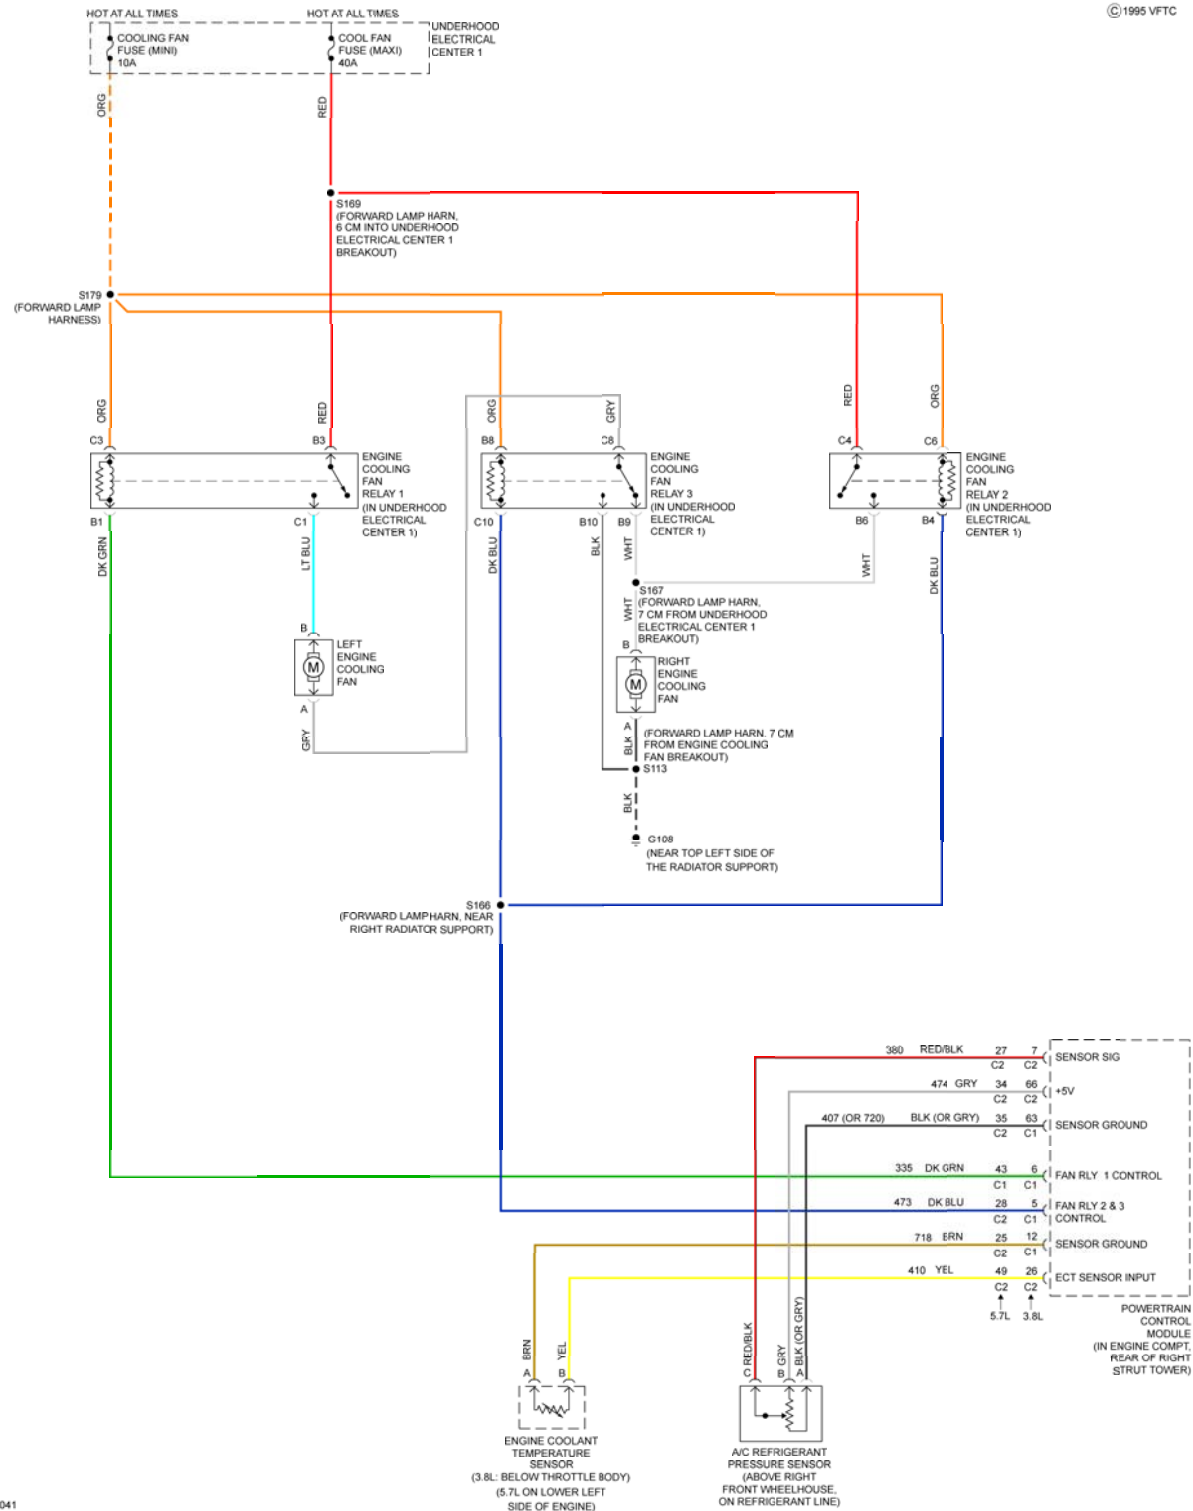 HOT AT ALL TIMES
HOT AT ALL TIMES
© 1995 VFTC
COOLING FAN
FUSE (MINI)
10A
COOL FAN
FUSE (MAXI)
40A
UNDERHOOD
ELECTRICAL
CENTER 1
ORG
RED
S169
(FORWARD LAMP HARN,
6 CM INTO UNDERHOOD
ELECTRICAL CENTER 1
BREAKOUT)
S179
(FORWARD LAMP
HARNESS)
ORG
RED
ORG
GRY
RED
ORG
C3
B3
B8
C8
C4
C6
ENGINE
COOLING
FAN
RELAY 1
(IN UNDERHOOD
ELECTRICAL
CENTER 1)
ENGINE
COOLING
FAN
RELAY 3
(IN UNDERHOOD
ELECTRICAL
CENTER 1)
ENGINE
COOLING
FAN
RELAY 2
(IN UNDERHOOD
ELECTRICAL
CENTER 1)
B1
C1
C10
B10
B9
B6
B4
DK GRN
LT BLU
DK BLU
BLK
WHT
WHT
DK BLU
S167
(FORWARD LAMP HARN,
7 CM FROM UNDERHOOD
ELECTRICAL CENTER 1
BREAKOUT)
WHT
B
LEFT
ENGINE
COOLING
FAN
M
A
GRY
B
RIGHT
ENGINE
COOLING
FAN
M
A
BLK
(FORWARD LAMP HARN. 7 CM
FROM ENGINE COOLING
FAN BREAKOUT)
S113
BLK
G108
(NEAR TOP LEFT SIDE OF
THE RADIATOR SUPPORT)
S166
(FORWARD LAMP HARN, NEAR
RIGHT RADIATOR SUPPORT)
380 RED/BLK 27 7 SENSOR SIG
C2 C2
474 GRY 34 66 +5V
C2 C2
407 (OR 720) BLK (OR GRY) 35 63 SENSOR GROUND
C2 C1
335 DK GRN 43 6 FAN RLY 1 CONTROL
C1 C1
473 DK BLU 28 5 FAN RLY 2 & 3
C2 C1 CONTROL
718 BRN 25 12 SENSOR GROUND
C2 C1
410 YEL 49 26 ECT SENSOR INPUT
C2 C2
5.7L 3.8L
POWERTRAIN
CONTROL
MODULE
(IN ENGINE COMPT,
REAR OF RIGHT
STRUT TOWER)
BRN
YEL
RED/BLK
GRY
BLK (OR GRY)
A
B
C
B
A
ENGINE COOLANT
TEMPERATURE
SENSOR
(3.8L: BELOW THROTTLE BODY)
(5.7L ON LOWER LEFT
SIDE OF ENGINE)
A/C REFRIGERANT
PRESSURE SENSOR
(ABOVE RIGHT
FRONT WHEELHOUSE,
ON REFRIGERANT LINE)
041